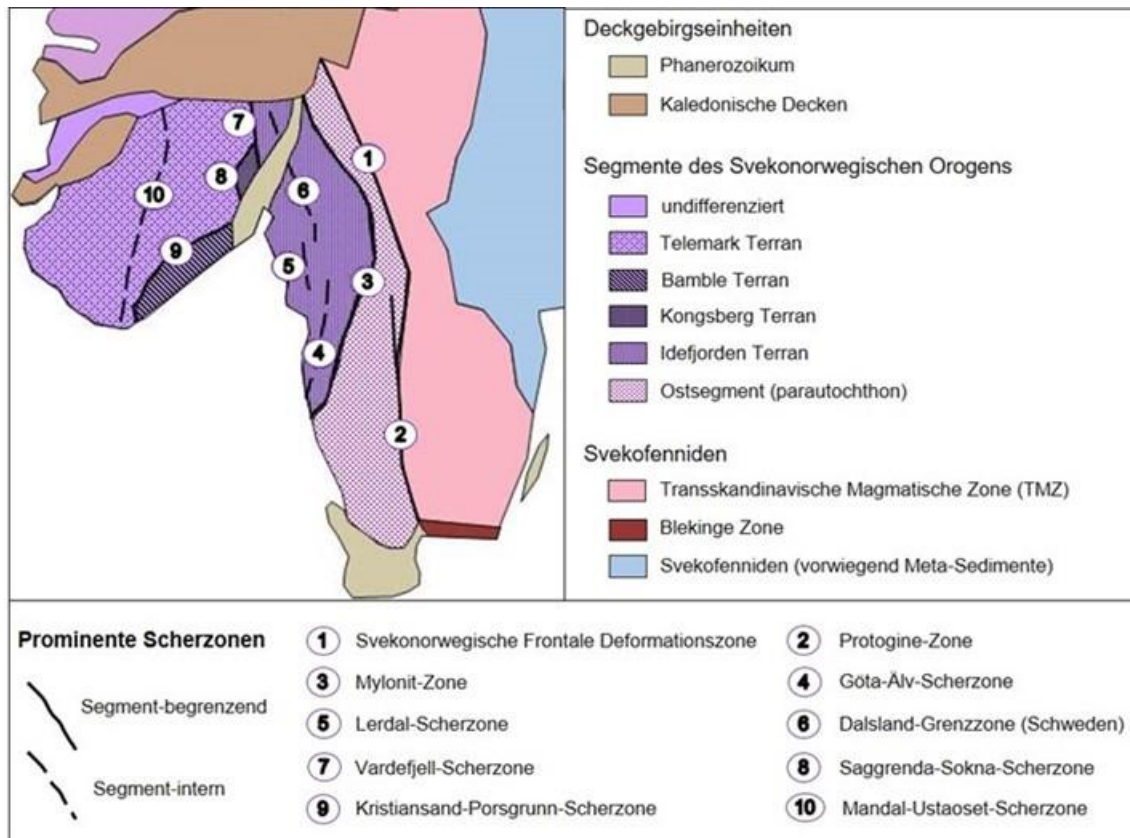 7
1
8
6
10
9
5
3
4
2
Deckgebirgseinheiten
Phanerozoikum
Kaledonische Decken
Segmente des Svekonorwegischen Orogens
undifferenziert
Telemark Terran
Bamble Terran
Kongsberg Terran
Idefjorden Terran
Ostsegment (parautochthon)
Svekofenniden
Transskandinavische Magmatische Zone (TMZ)
Blekinge Zone
Svekofenniden (vorwiegend Meta-Sedimente)
Prominente Scherzonen
Segment-begrenzend
Segment-intern
1 Svekonorwegische Frontale Deformationszone
2 Protogine-Zone
3 Mylonit-Zone
4 Göta-Älv-Scherzone
5 Lerdal-Scherzone
6 Dalsland-Grenzzone (Schweden)
7 Vardefjell-Scherzone
8 Saggrenda-Sokna-Scherzone
9 Kristiansand-Porsgrunn-Scherzone
10 Mandal-Ustaoset-Scherzone